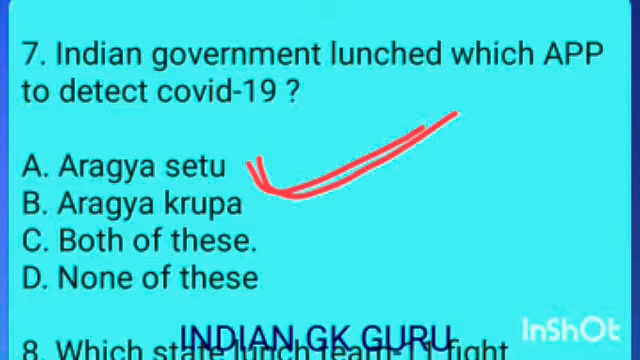 7. Indian government lunched which APP
to detect covid-19 ?
A. Aragya setu
B. Aragya krupa
C. Both of these.
D. None of these
INDIAN GK GURU
InShOt
8. Which state lunch team-11 fight